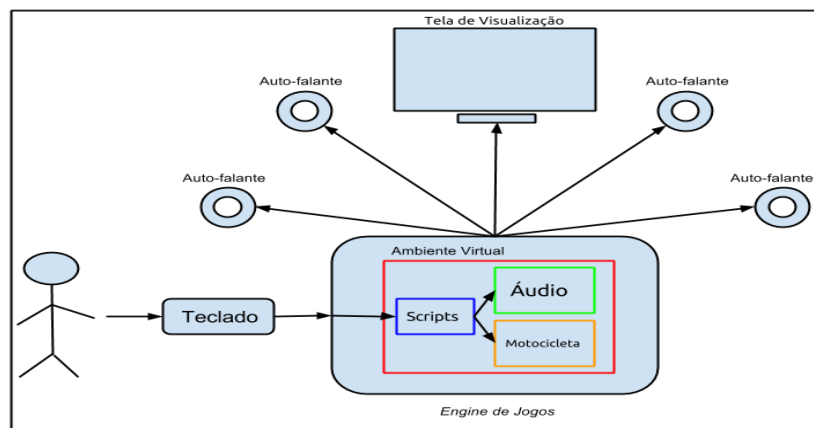 Tela de Visualização
Auto-falante
Auto-falante
Auto-falante
Auto-falante
Ambiente Virtual
Teclado
Scripts
Áudio
Motocicleta
Engine de Jogos